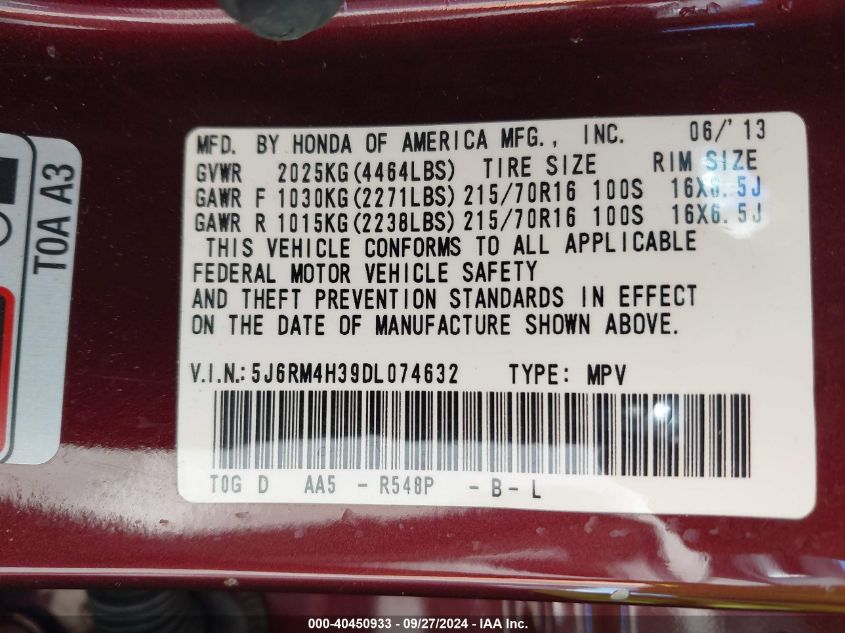 MFD. BY HONDA OF AMERICA MFG., INC. 06/'13
GVWR 2025KG(4464LBS) TIRE SIZE RIM SIZE
GAWR F 1030KG(2271LBS) 215/70R16 100S 16X6.5J
GAWR R 1015KG(2238LBS) 215/70R16 100S 16X6.5J
THIS VEHICLE CONFORMS TO ALL APPLICABLE
FEDERAL MOTOR VEHICLE SAFETY
AND THEFT PREVENTION STANDARDS IN EFFECT
ON THE DATE OF MANUFACTURE SHOWN ABOVE.
V.I.N.: 5J6RM4H39DL074632 TYPE: MPV
T0G D AA5 - R548P - B - L
T0A A3
000-40450933 - 09/27/2024 - IAA Inc.